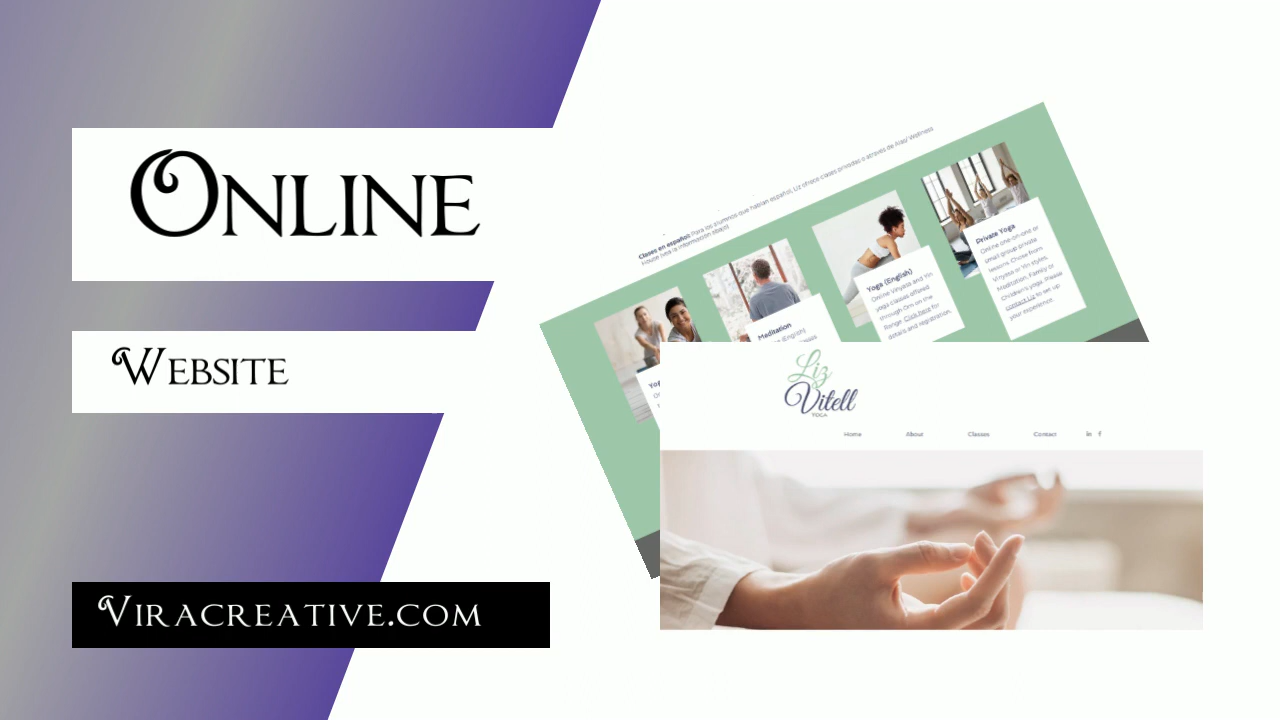 Online
Website
Viracreative.com
Clases en español: Para los alumnos que hablan español, Liz ofrece clases privadas o através de Wellness
House (vea la información abajo)
Meditation
(English)
Yoga (English)
Online Vinyasa and Yin
yoga classes offered
through Om on the
Range. Click here for
details and registration.
Private Yoga
Online one-on-one or
small group private
lessons. Chose from
Vinyasa or Yin styles,
Meditation, Family or
Children's yoga. Please
contact Liz to set up
your experience.
Liz
Vitell
YOGA
Home About Classes Contact in f